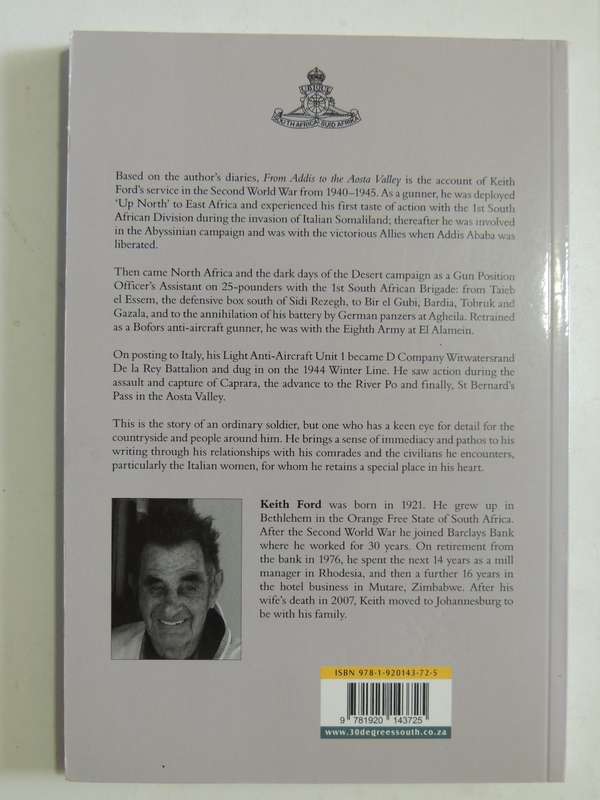 UBIQUE
SOUTH AFRICA SUID AFRIKA
Based on the author's diaries, From Addis to the Aosta Valley is the account of Keith
Ford's service in the Second World War from 1940–1945. As a gunner, he was deployed
'Up North' to East Africa and experienced his first taste of action with the 1st South
African Division during the invasion of Italian Somaliland; thereafter he was involved
in the Abyssinian campaign and was with the victorious Allies when Addis Ababa was
liberated.
Then came North Africa and the dark days of the Desert campaign as a Gun Position
Officer's Assistant on 25-pounders with the 1st South African Brigade: from Taieb
el Essem, the defensive box south of Sidi Rezegh, to Bir el Gubi, Bardia, Tobruk and
Gazala, and to the annihilation of his battery by German panzers at Agheila. Retrained
as a Bofors anti-aircraft gunner, he was with the Eighth Army at El Alamein.
On posting to Italy, his Light Anti-Aircraft Unit 1 became D Company Witwatersrand
De la Rey Battalion and dug in on the 1944 Winter Line. He saw action during the
assault and capture of Caprara, the advance to the River Po and finally, St Bernard's
Pass in the Aosta Valley.
This is the story of an ordinary soldier, but one who has a keen eye for detail for the
countryside and people around him. He brings a sense of immediacy and pathos to his
writing through his relationships with his comrades and the civilians he encounters,
particularly the Italian women, for whom he retains a special place in his heart.
Keith Ford was born in 1921. He grew up in
Bethlehem in the Orange Free State of South Africa.
After the Second World War he joined Barclays Bank
where he worked for 30 years. On retirement from
the bank in 1976, he spent the next 14 years as a mill
manager in Rhodesia, and then a further 16 years in
the hotel business in Mutare, Zimbabwe. After his
wife's death in 2007, Keith moved to Johannesburg to
be with his family.
ISBN 978-1-920143-72-5
9 781920 143725
www.30degreessouth.co.za